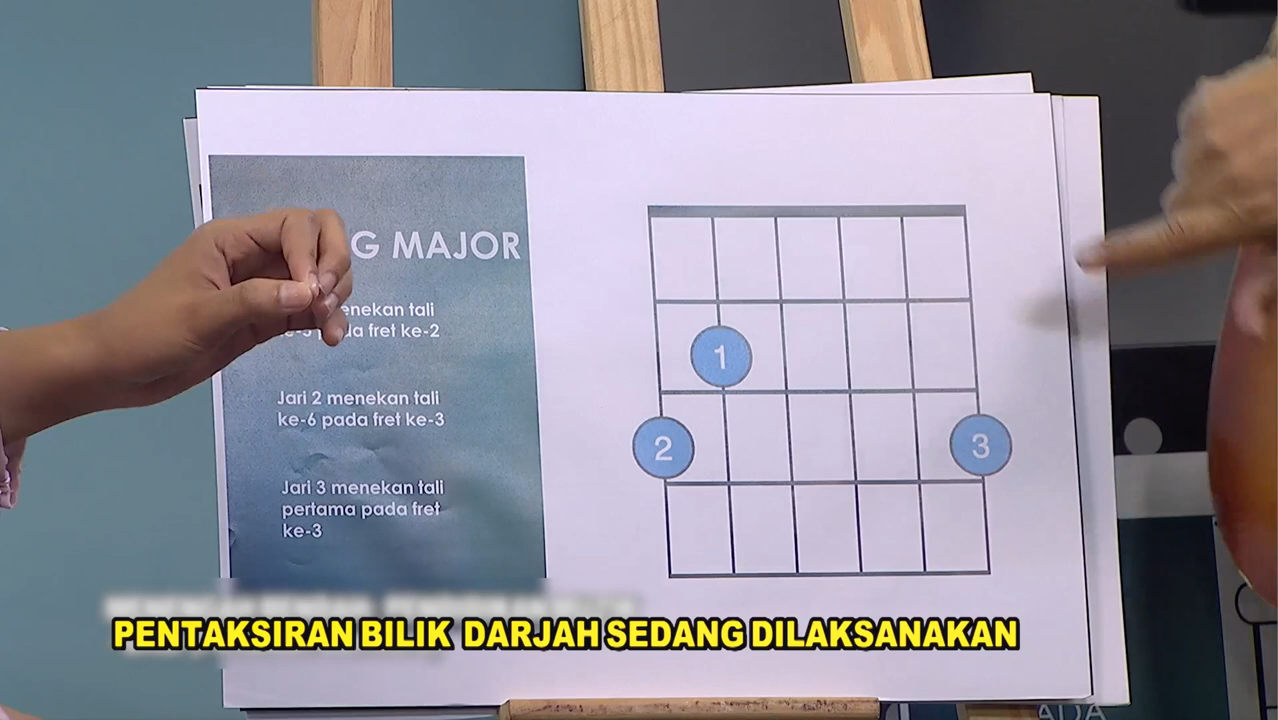 G MAJOR
menekan tali
pada fret ke-2
Jari 2 menekan tali
ke-6 pada fret ke-3
Jari 3 menekan tali
pertama pada fret
ke-3
1
2
3
PENTAKSIRAN BILIK DARJAH SEDANG DILAKSANAKAN
ADA